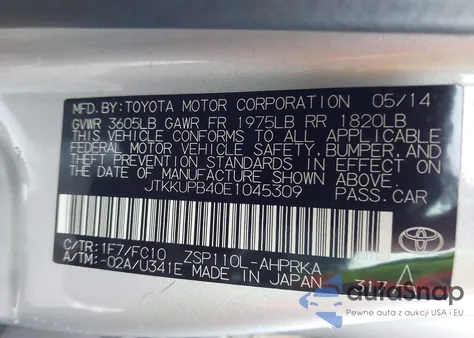 MFD.BY:TOYOTA MOTOR CORPORATION 05/14
GVWR 3605LB GAWR FR 1975LB RR 1820LB
THIS VEHICLE CONFORMS TO ALL APPLICABLE
FEDERAL MOTOR VEHICLE SAFETY,BUMPER,AND
THEFT PREVENTION STANDARDS IN EFFECT
ON THE DATE OF MANUFACTURE SHOWN ABOVE.
JTKKUPB40E1045309 PASS.CAR
C/TR:1F7/FC10 ZSP110L-AHPRKA
A/TM:-02A/U341E MADE IN JAPAN
TOYOTA
autaSnap
Pewne auta z aukcji USA i EU